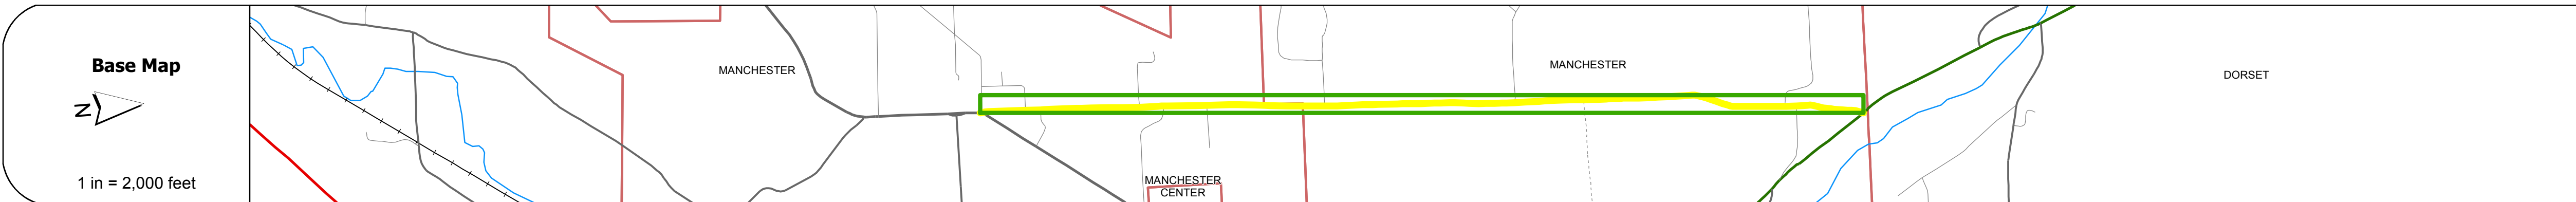 Base Map
N
1 in = 2,000 feet
MANCHESTER
MANCHESTER
CENTER
MANCHESTER
DORSET